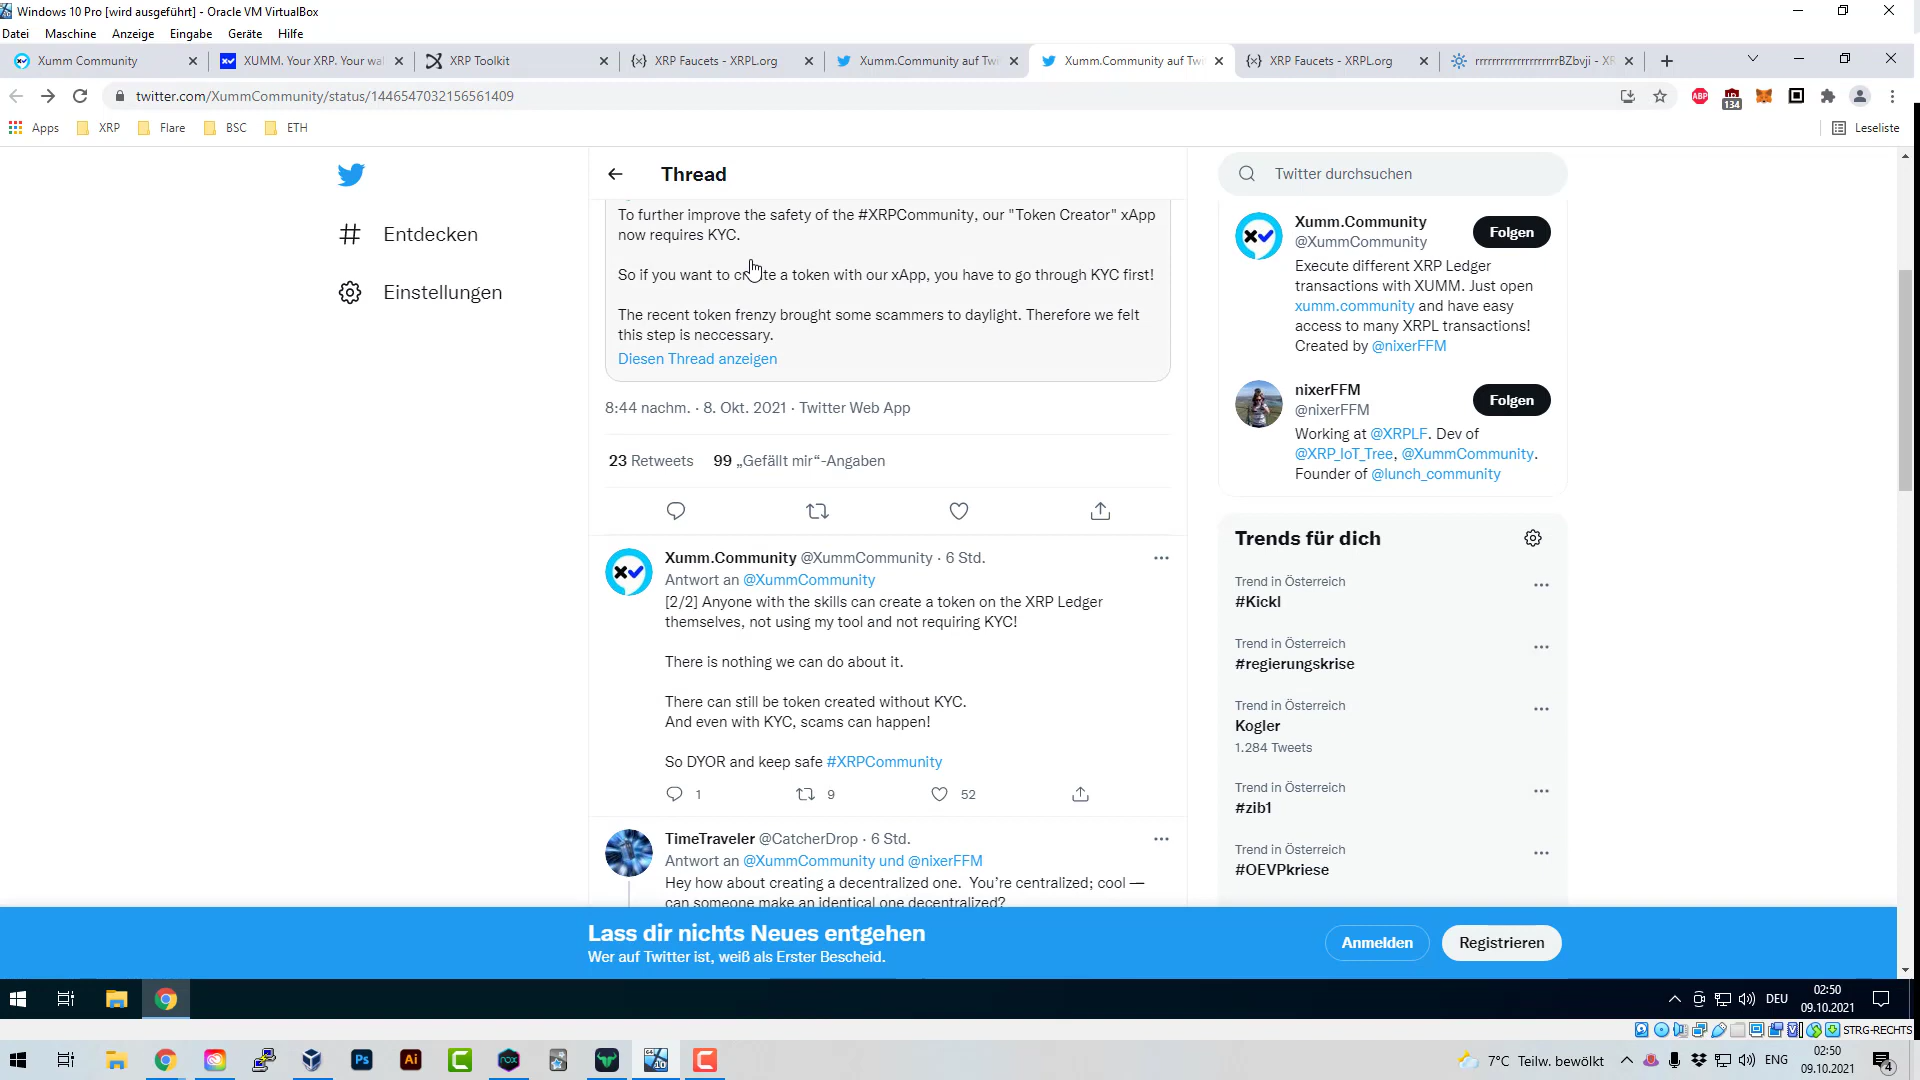 Windows 10 Pro [wird ausgeführt] - Oracle VM VirtualBox
Datei Maschine Anzeige Eingabe Geräte Hilfe
Xumm Community
XUMM. Your XRP. Your wal
XRP Toolkit
XRP Faucets - XRPL.org
Xumm.Community auf Twi
Xumm.Community auf Twi
XRP Faucets - XRPL.org
twitter.com/XummCommunity/status/1446547032156561409
ABP
134
Apps XRP Flare BSC ETH
Leseliste
Entdecken
Einstellungen
Thread
To further improve the safety of the #XRPCommunity, our "Token Creator" xApp
now requires KYC.
So if you want to create a token with our xApp, you have to go through KYC first!
The recent token frenzy brought some scammers to daylight. Therefore we felt
this step is neccessary.
Diesen Thread anzeigen
8:44 nachm. · 8. Okt. 2021 · Twitter Web App
23 Retweets 99 „Gefällt mir“-Angaben
Xumm.Community @XummCommunity · 6 Std.
Antwort an @XummCommunity
[2/2] Anyone with the skills can create a token on the XRP Ledger
themselves, not using my tool and not requiring KYC!
There is nothing we can do about it.
There can still be token created without KYC.
And even with KYC, scams can happen!
So DYOR and keep safe #XRPCommunity
1 9 52
TimeTraveler @CatcherDrop · 6 Std.
Antwort an @XummCommunity und @nixerFFM
Hey how about creating a decentralized one. You’re centralized; cool —
can someone make an identical one decentralized?
Twitter durchsuchen
Xumm.Community
@XummCommunity
Folgen
Execute different XRP Ledger
transactions with XUMM. Just open
xumm.community and have easy
access to many XRPL transactions!
Created by @nixerFFM
nixerFFM
@nixerFFM
Folgen
Working at @XRPLF. Dev of
@XRP_IoT_Tree, @XummCommunity.
Founder of @lunch_community
Trends für dich
Trend in Österreich
#Kickl
Trend in Österreich
#regierungskrise
Trend in Österreich
Kogler
1.284 Tweets
Trend in Österreich
#zib1
Trend in Österreich
#OEVPkriese
Lass dir nichts Neues entgehen
Wer auf Twitter ist, weiß als Erster Bescheid.
Anmelden
Registrieren
DEU
02:50
09.10.2021
STRG-RECHTS
Ps
Ai
nox
7°C Teilw. bewölkt
ENG
02:50
09.10.2021
4